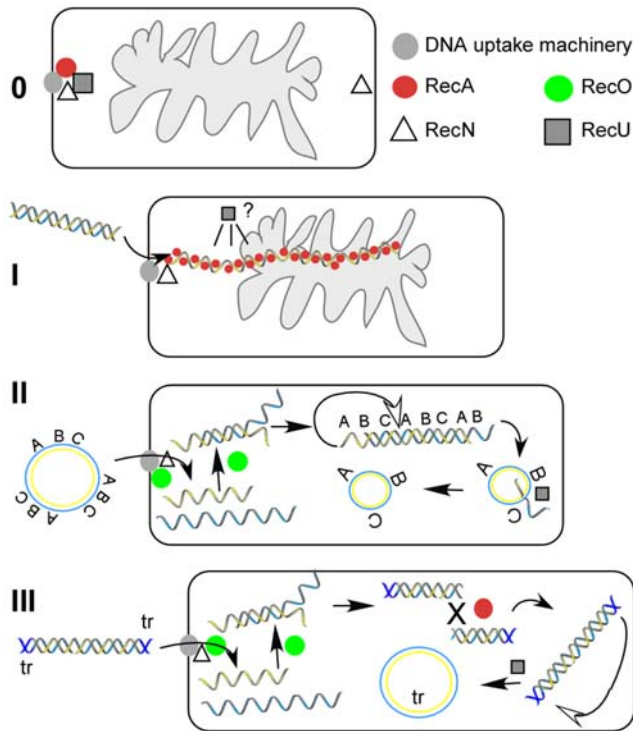 DNA uptake machinery
0
RecA
RecO
RecN
RecU
?
I
II
A B C
A B C
A B C
A B C A B C A B
A
B
C
A
B
C
III
tr
tr
X
tr